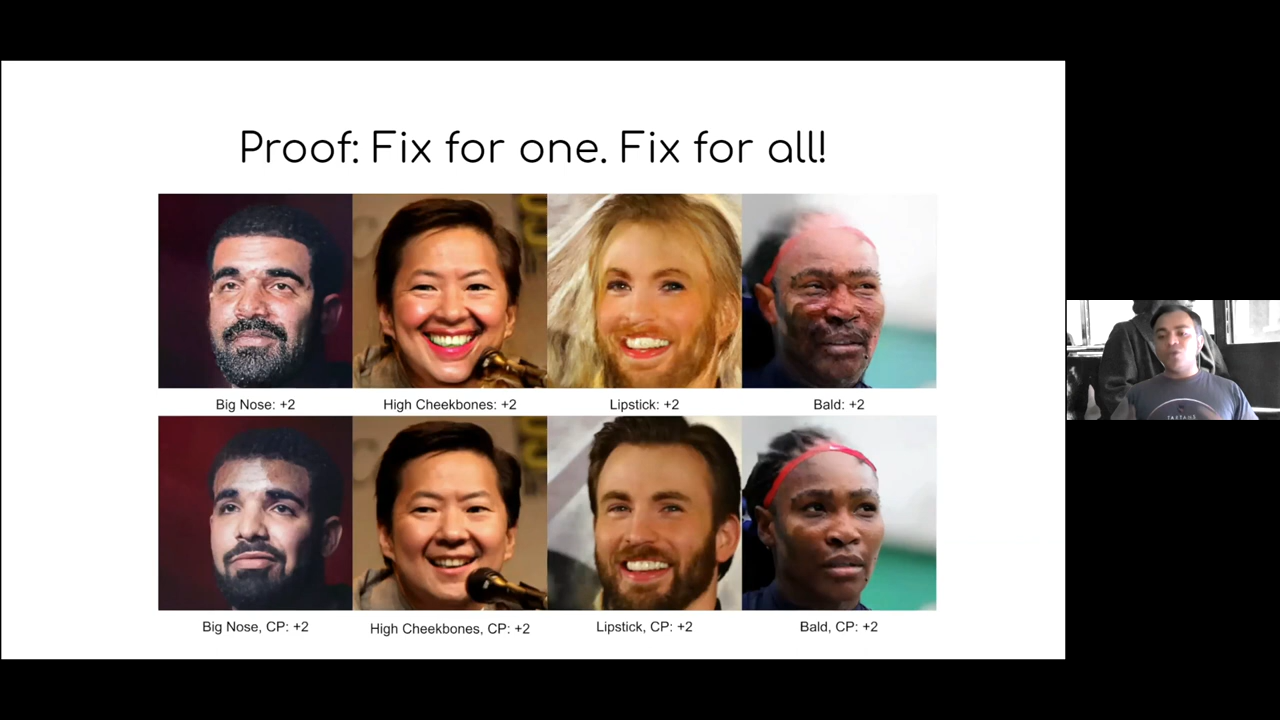 Proof: Fix for one. Fix for all!
Big Nose: +2
High Cheekbones: +2
Lipstick: +2
Bald: +2
Big Nose, CP: +2
High Cheekbones, CP: +2
Lipstick, CP: +2
Bald, CP: +2